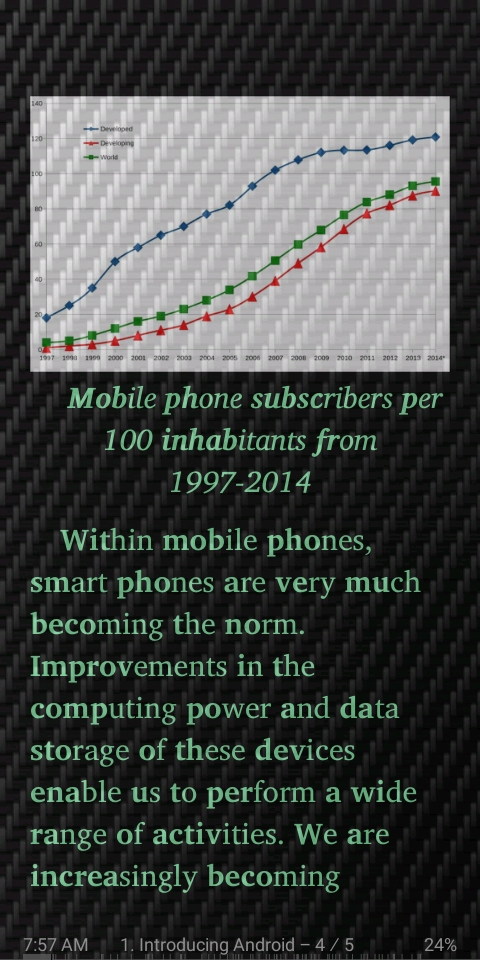 140
Developed
120
Developing
World
100
80
60
40
20
0
1997 1998 1999 2000 2001 2002 2003 2004 2005 2006 2007 2008 2009 2010 2011 2012 2013 2014*
Mobile phone subscribers per
100 inhabitants from
1997-2014
Within mobile phones,
smart phones are very much
becoming the norm.
Improvements in the
computing power and data
storage of these devices
enable us to perform a wide
range of activities. We are
increasingly becoming
7:57 AM 1. Introducing Android – 4 / 5 24%